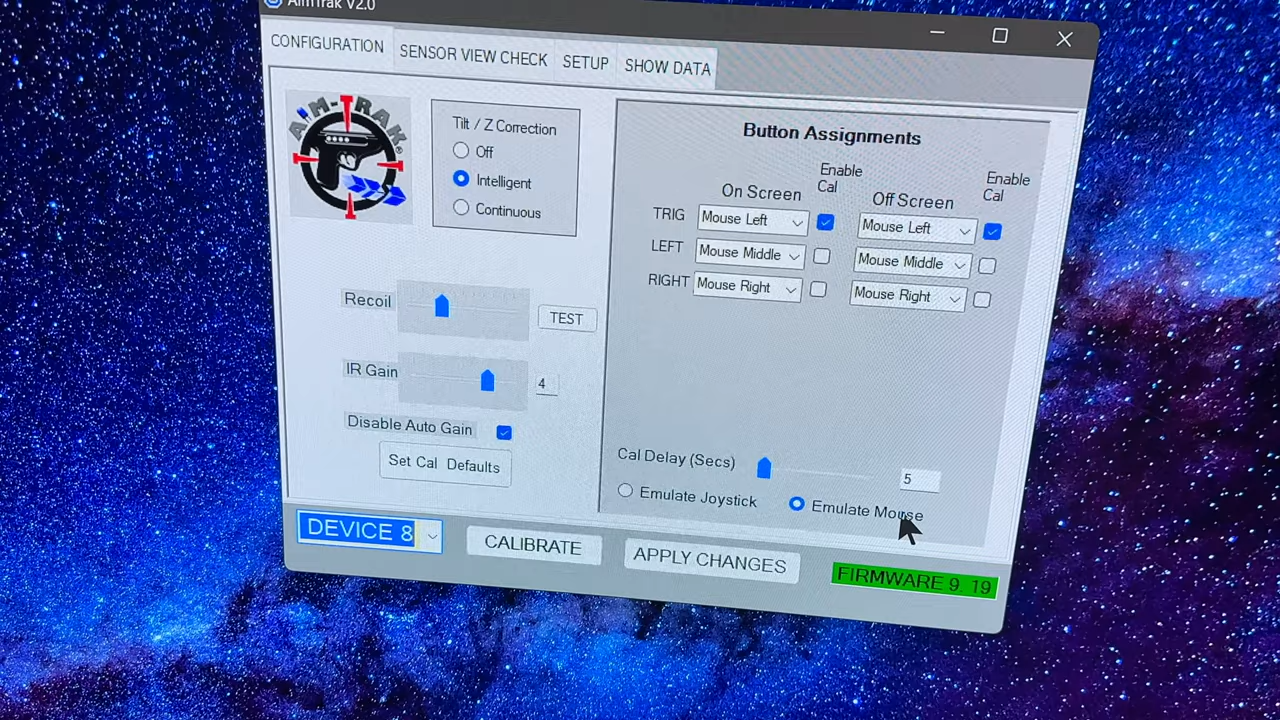 AimTrak V2.0
CONFIGURATION
SENSOR VIEW CHECK
SETUP
SHOW DATA
AIM-TRAK®
Tilt / Z Correction
Off
Intelligent
Continuous
Recoil
TEST
IR Gain
4
Disable Auto Gain
Set Cal Defaults
Button Assignments
On Screen
Enable
Cal
Off Screen
Enable
Cal
TRIG
Mouse Left
Mouse Left
LEFT
Mouse Middle
Mouse Middle
RIGHT
Mouse Right
Mouse Right
Cal Delay (Secs)
5
Emulate Joystick
Emulate Mouse
DEVICE 8
CALIBRATE
APPLY CHANGES
FIRMWARE 9. 19